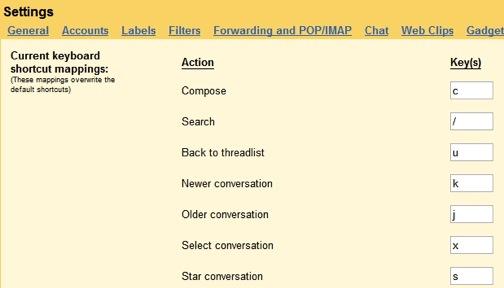 Settings
General Accounts Labels Filters Forwarding and POP/IMAP Chat Web Clips Gadget
Current keyboard
shortcut mappings:
(These mappings overwrite the
default shortcuts)
Action Key(s)
Compose c
Search /
Back to threadlist u
Newer conversation k
Older conversation j
Select conversation x
Star conversation s